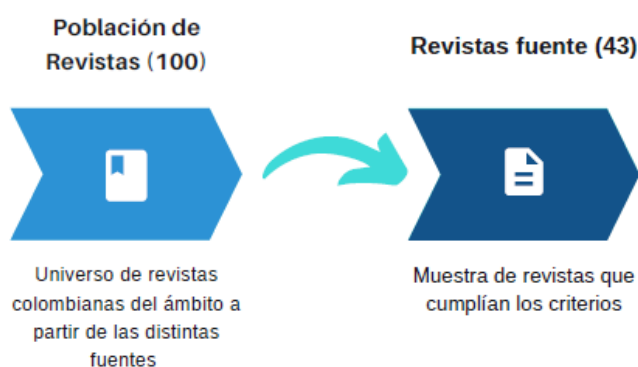 Población de
Revistas (100)
Revistas fuente (43)
Universo de revistas
colombianas del ámbito a
partir de las distintas
fuentes
Muestra de revistas que
cumplían los criterios